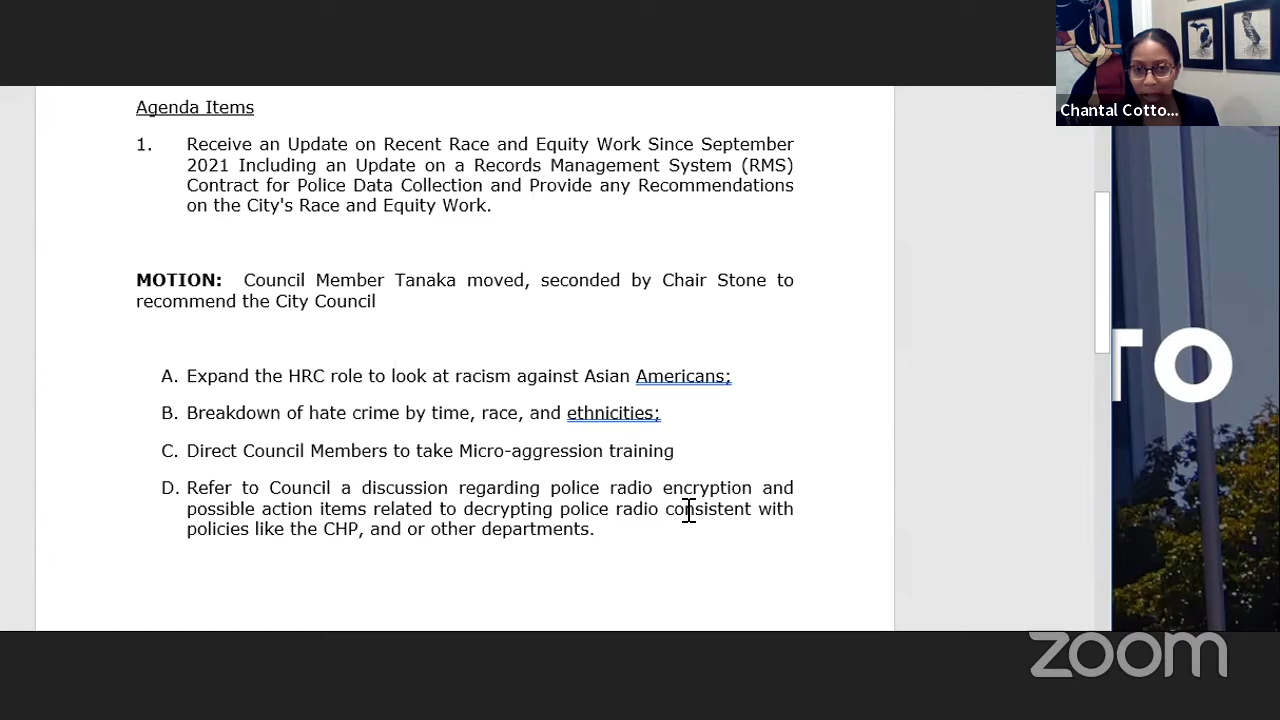 Agenda Items
1. Receive an Update on Recent Race and Equity Work Since September
2021 Including an Update on a Records Management System (RMS)
Contract for Police Data Collection and Provide any Recommendations
on the City's Race and Equity Work.
MOTION: Council Member Tanaka moved, seconded by Chair Stone to
recommend the City Council
A. Expand the HRC role to look at racism against Asian Americans;
B. Breakdown of hate crime by time, race, and ethnicities;
C. Direct Council Members to take Micro-aggression training
D. Refer to Council a discussion regarding police radio encryption and
possible action items related to decrypting police radio consistent with
policies like the CHP, and or other departments.
Chantal Cotto...
TO
zoom